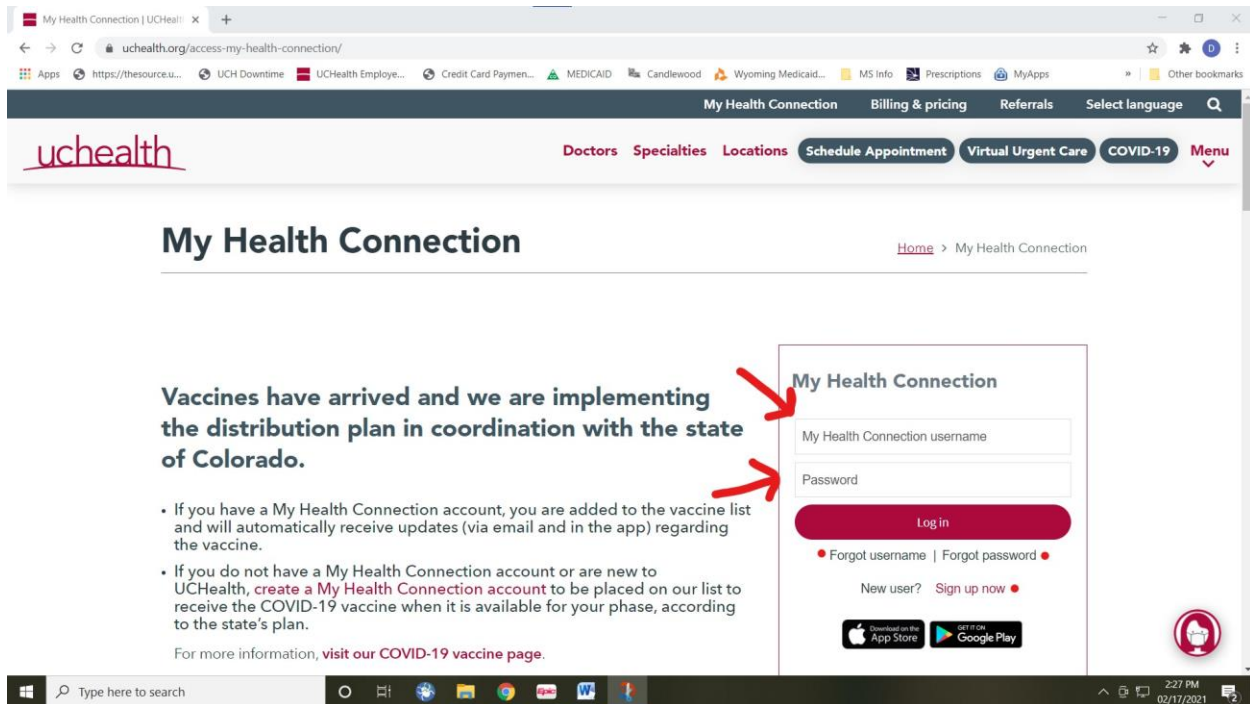 My Health Connection | UCHealt
uchealth.org/access-my-health-connection/
Apps https://thesource.u... UCH Downtime UCHealth Employe... Credit Card Paymen... MEDICAID Candlewood Wyoming Medicaid... MS Info Prescriptions MyApps » Other bookmarks
My Health Connection Billing & pricing Referrals Select language
uchealth Doctors Specialties Locations Schedule Appointment Virtual Urgent Care COVID-19 Menu
My Health Connection
Home > My Health Connection
Vaccines have arrived and we are implementing
the distribution plan in coordination with the state
of Colorado.
• If you have a My Health Connection account, you are added to the vaccine list
and will automatically receive updates (via email and in the app) regarding
the vaccine.
• If you do not have a My Health Connection account or are new to
UCHealth, create a My Health Connection account to be placed on our list to
receive the COVID-19 vaccine when it is available for your phase, according
to the state's plan.
For more information, visit our COVID-19 vaccine page.
My Health Connection
My Health Connection username
Password
Log in
Forgot username | Forgot password
New user? Sign up now
Download on the
App Store
GET IT ON
Google Play
Type here to search
Epic
W
2:27 PM
02/17/2021
2
D